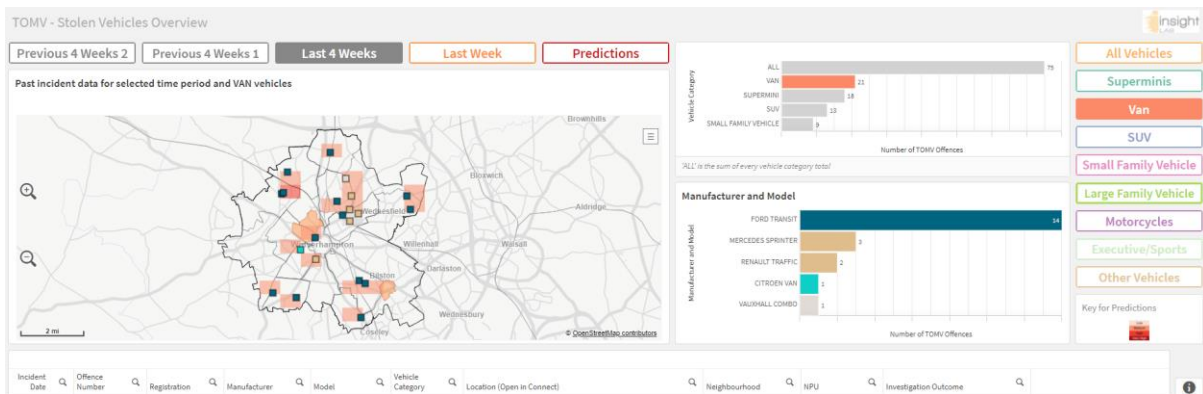 TOMV - Stolen Vehicles Overview
insight
LAB
Previous 4 Weeks 2
Previous 4 Weeks 1
Last 4 Weeks
Last Week
Predictions
Past incident data for selected time period and VAN vehicles
Brownhills
Bloxwich
Aldridge
Wednesfield
Wolverhampton
Willenhall
Walsall
Darlaston
Bilston
Wednesbury
Coseley
2 mi
© OpenStreetMap contributors
Vehicle Category
ALL
VAN
21
SUPERMINI
18
SUV
13
SMALL FAMILY VEHICLE
9
Number of TOMV Offences
'ALL' is the sum of every vehicle category total
Manufacturer and Model
Manufacturer and Model
FORD TRANSIT
14
MERCEDES SPRINTER
3
RENAULT TRAFFIC
2
CITROEN VAN
1
VAUXHALL COMBO
1
Number of TOMV Offences
All Vehicles
Superminis
Van
SUV
Small Family Vehicle
Large Family Vehicle
Motorcycles
Executive/Sports
Other Vehicles
Key for Predictions
Incident Date
Offence Number
Registration
Manufacturer
Model
Vehicle Category
Location (Open in Connect)
Neighbourhood
NPU
Investigation Outcome